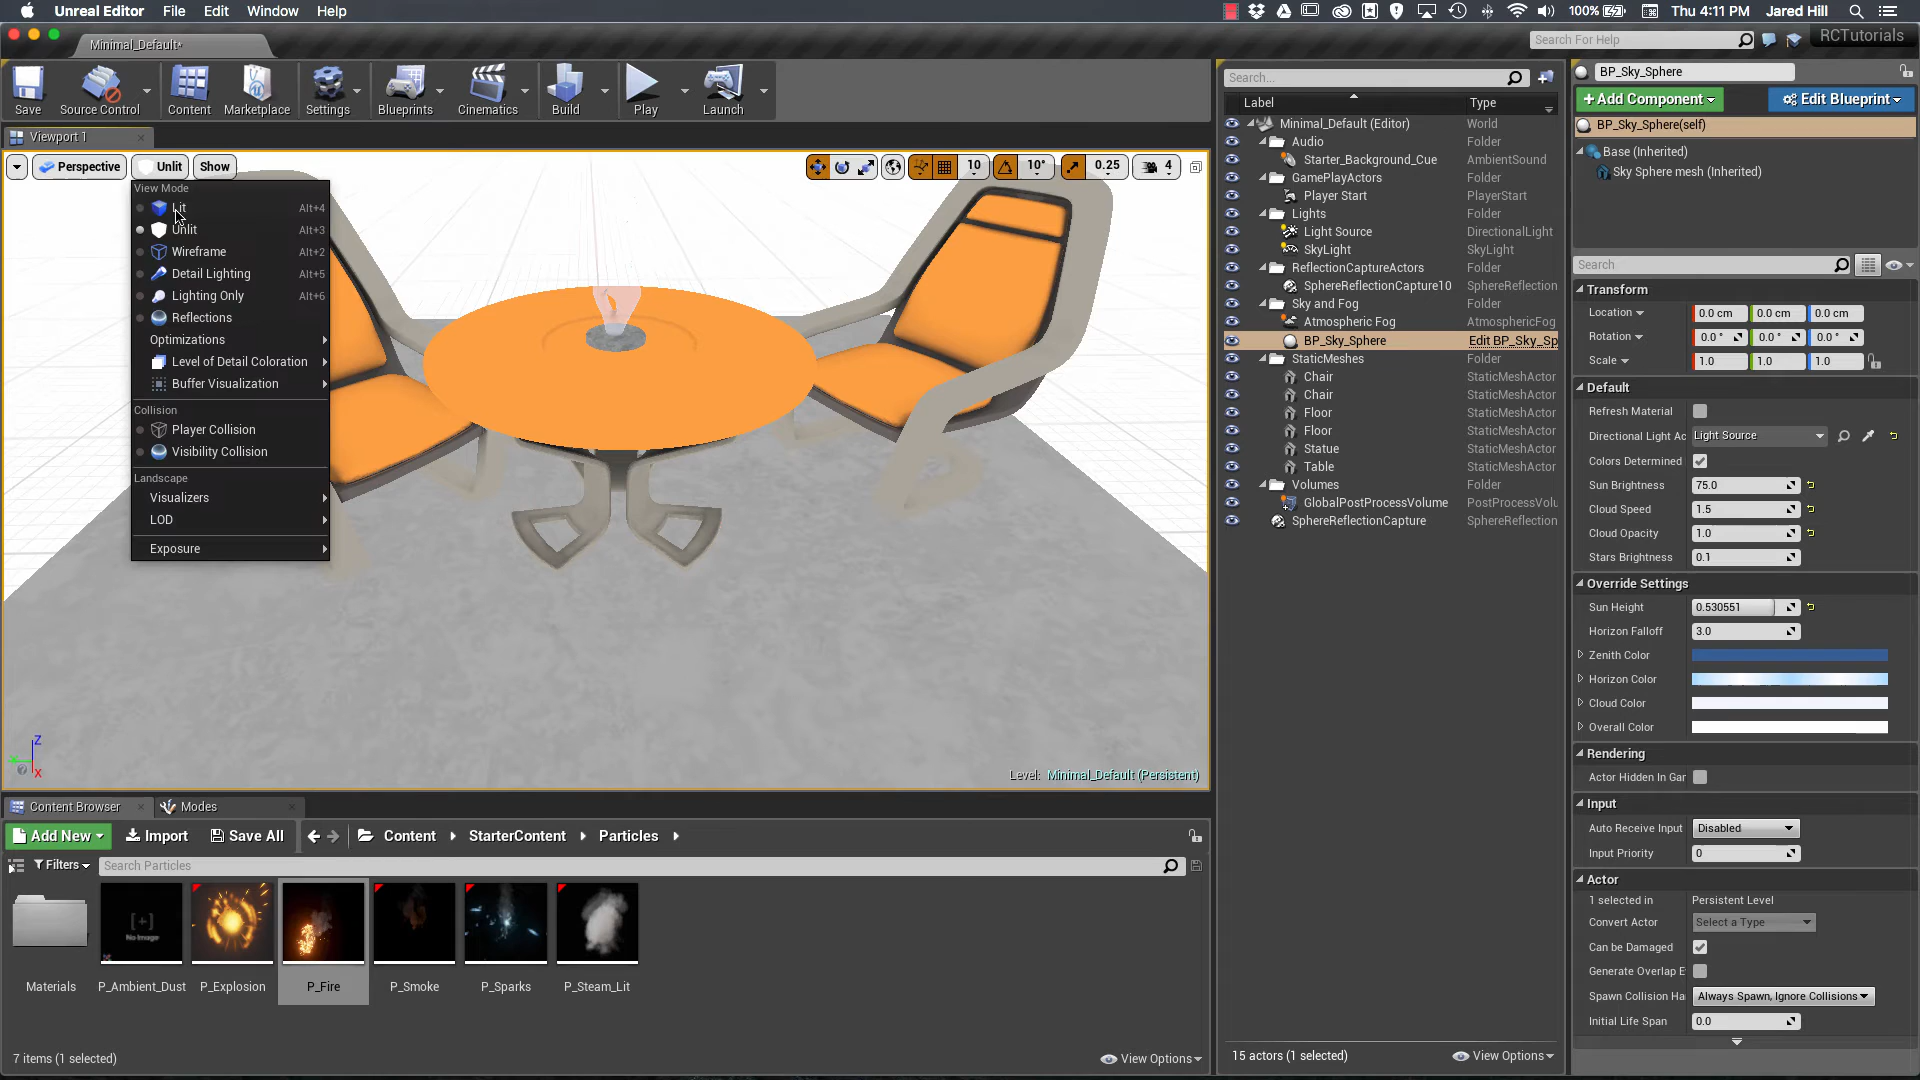 Unreal Editor File Edit Window Help 100% Thu 4:11 PM Jared Hill
Minimal_Default* Search For Help RCTutorials
Save Source Control Content Marketplace Settings Blueprints Cinematics Build Play Launch
Viewport 1
Perspective Unlit Show 10 10° 0.25 4
View Mode
Lit Alt+4
Unlit Alt+3
Wireframe Alt+2
Detail Lighting Alt+5
Lighting Only Alt+6
Reflections
Optimizations
Level of Detail Coloration
Buffer Visualization
Collision
Player Collision
Visibility Collision
Landscape
Visualizers
LOD
Exposure
Z
X
Level: Minimal_Default (Persistent)
Content Browser Modes
Add New Import Save All Content StarterContent Particles
Filters Search Particles
[+]
No Image
Materials P_Ambient_Dust P_Explosion P_Fire P_Smoke P_Sparks P_Steam_Lit
7 items (1 selected) View Options
Search...
Label Type
Minimal_Default (Editor) World
Audio Folder
Starter_Background_Cue AmbientSound
GamePlayActors Folder
Player Start PlayerStart
Lights Folder
Light Source DirectionalLight
SkyLight SkyLight
ReflectionCaptureActors Folder
SphereReflectionCapture10 SphereReflection
Sky and Fog Folder
Atmospheric Fog AtmosphericFog
BP_Sky_Sphere Edit BP_Sky_Sp
StaticMeshes Folder
Chair StaticMeshActor
Chair StaticMeshActor
Floor StaticMeshActor
Floor StaticMeshActor
Statue StaticMeshActor
Table StaticMeshActor
Volumes Folder
GlobalPostProcessVolume PostProcessVolu
SphereReflectionCapture SphereReflection
15 actors (1 selected) View Options
BP_Sky_Sphere
+Add Component Edit Blueprint
BP_Sky_Sphere(self)
Base (Inherited)
Sky Sphere mesh (Inherited)
Search
Transform
Location 0.0 cm 0.0 cm 0.0 cm
Rotation 0.0 ° 0.0 ° 0.0 °
Scale 1.0 1.0 1.0
Default
Refresh Material
Directional Light Ac Light Source
Colors Determined
Sun Brightness 75.0
Cloud Speed 1.5
Cloud Opacity 1.0
Stars Brightness 0.1
Override Settings
Sun Height 0.530551
Horizon Falloff 3.0
Zenith Color
Horizon Color
Cloud Color
Overall Color
Rendering
Actor Hidden In Gar
Input
Auto Receive Input Disabled
Input Priority 0
Actor
1 selected in Persistent Level
Convert Actor Select a Type
Can be Damaged
Generate Overlap E
Spawn Collision Ha Always Spawn, Ignore Collisions
Initial Life Span 0.0